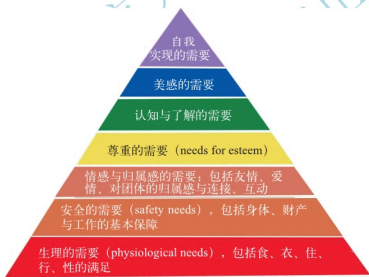 自我
实现的需要
美感的需要
认知与了解的需要
尊重的需要（needs for esteem）
情感与归属感的需要；包括友情、爱
情、对团体的归属感与连接、互动
安全的需要（safety needs），包括身体、财产
与工作的基本保障
生理的需要（physiological needs），包括食、衣、住、
行、性的满足